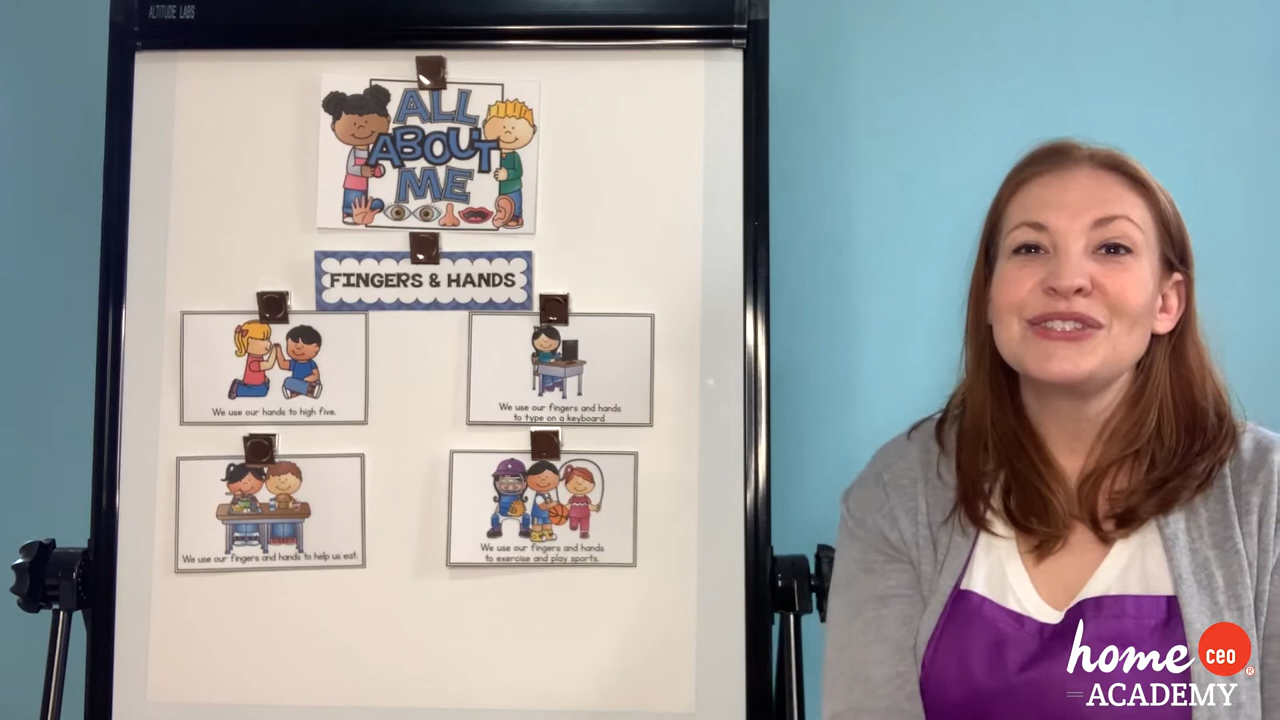 ALTITUDE LABS
ALL
ABOUT
ME
FINGERS & HANDS
We use our hands to high five.
We use our fingers and hands
to type on a keyboard.
We use our fingers and hands to help us eat.
We use our fingers and hands
to exercise and play sports.
home ceo®
ACADEMY